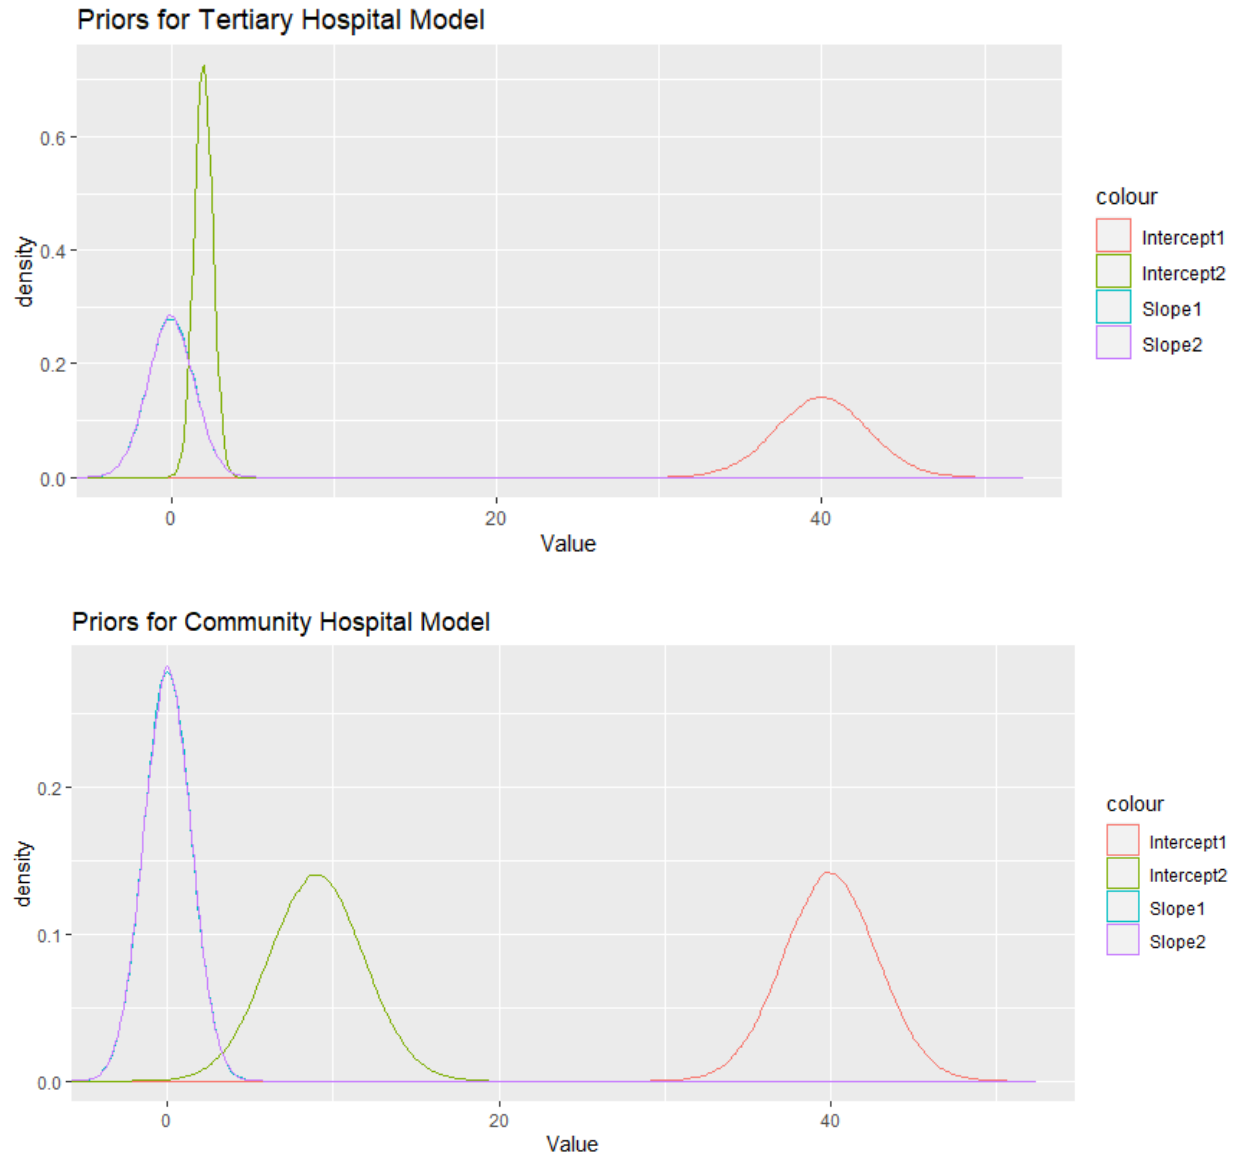 Priors for Tertiary Hospital Model
0.6
0.4
0.2
0.0
density
0 20 40
Value
colour
Intercept1
Intercept2
Slope1
Slope2
Priors for Community Hospital Model
0.2
0.1
0.0
density
0 20 40
Value
colour
Intercept1
Intercept2
Slope1
Slope2